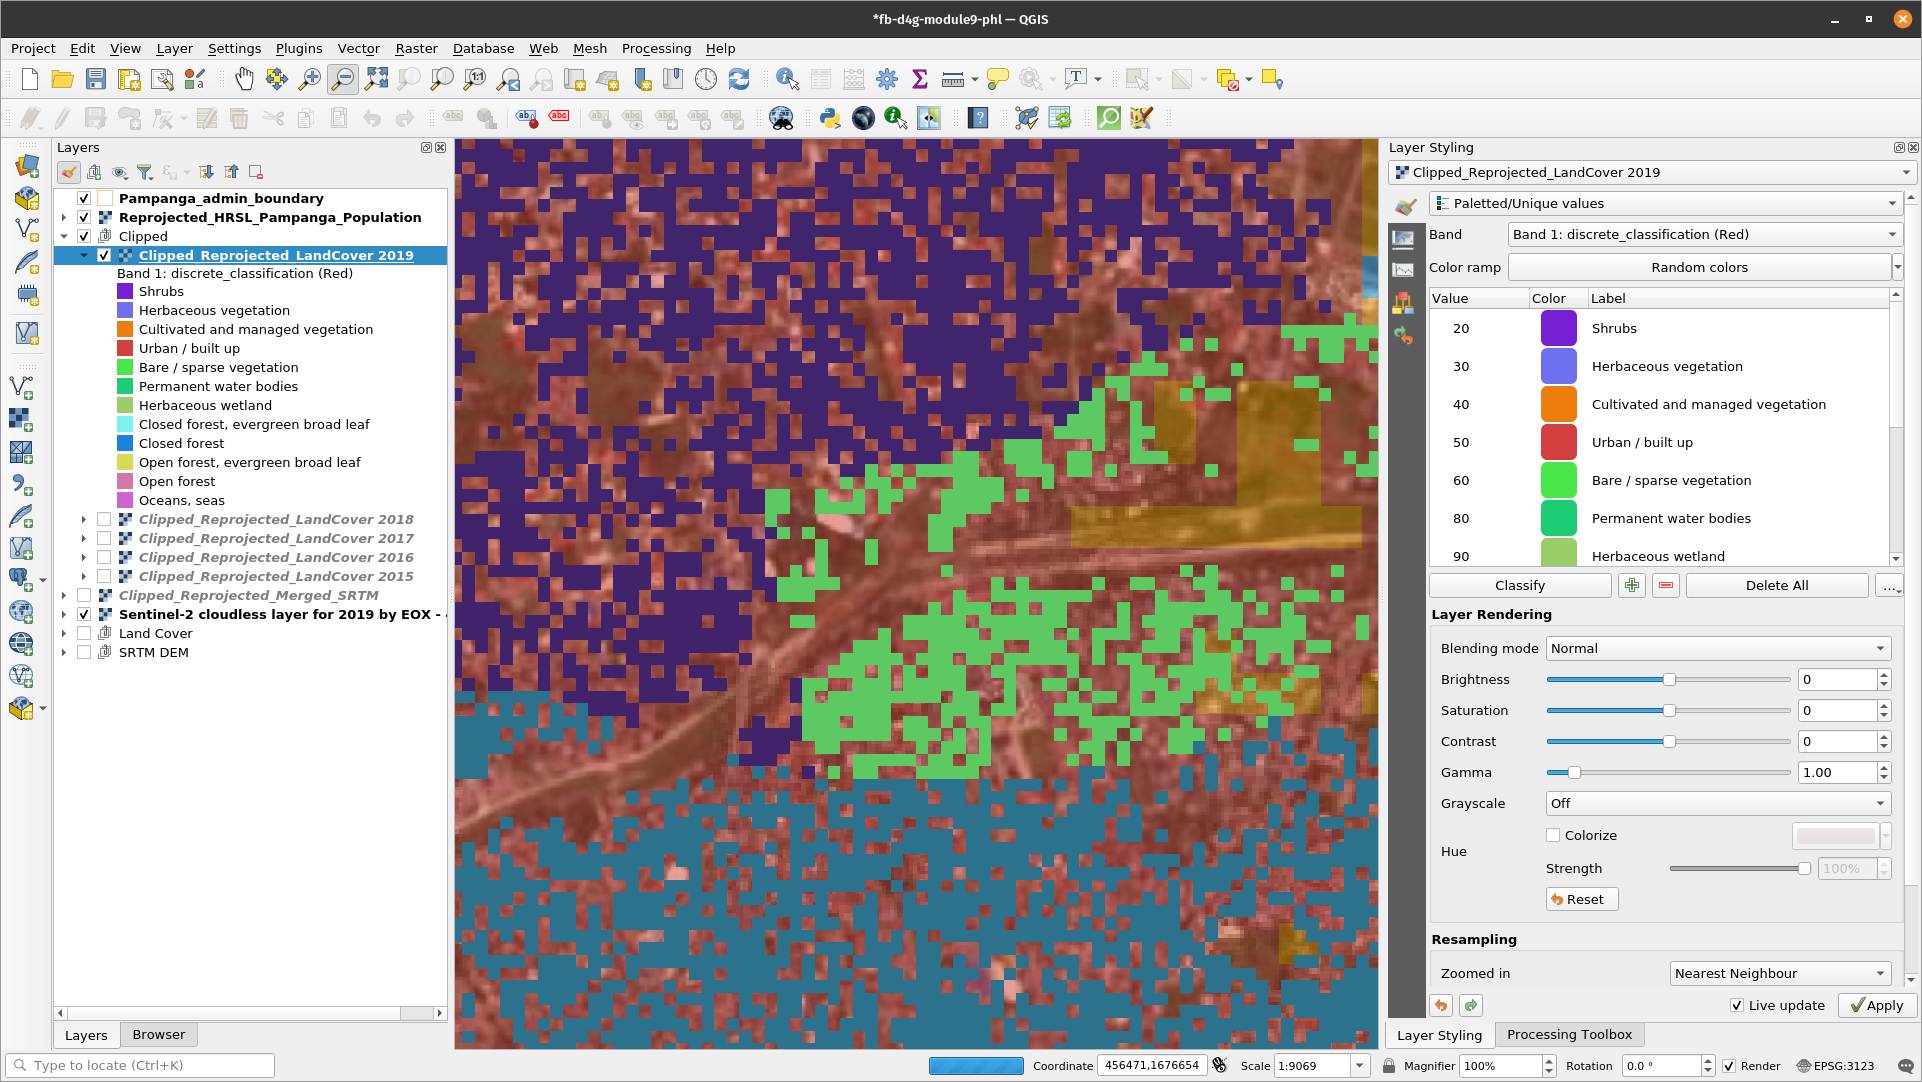 *fb-d4g-module9-phl — QGIS
Project Edit View Layer Settings Plugins Vector Raster Database Web Mesh Processing Help
Layers
Pampanga_admin_boundary
Reprojected_HRSL_Pampanga_Population
Clipped
Clipped_Reprojected_LandCover 2019
Band 1: discrete_classification (Red)
Shrubs
Herbaceous vegetation
Cultivated and managed vegetation
Urban / built up
Bare / sparse vegetation
Permanent water bodies
Herbaceous wetland
Closed forest, evergreen broad leaf
Closed forest
Open forest, evergreen broad leaf
Open forest
Oceans, seas
Clipped_Reprojected_LandCover 2018
Clipped_Reprojected_LandCover 2017
Clipped_Reprojected_LandCover 2016
Clipped_Reprojected_LandCover 2015
Clipped_Reprojected_Merged_SRTM
Sentinel-2 cloudless layer for 2019 by EOX -
Land Cover
SRTM DEM
Layers Browser
Layer Styling
Clipped_Reprojected_LandCover 2019
Paletted/Unique values
Band Band 1: discrete_classification (Red)
Color ramp Random colors
Value Color Label
20 Shrubs
30 Herbaceous vegetation
40 Cultivated and managed vegetation
50 Urban / built up
60 Bare / sparse vegetation
80 Permanent water bodies
90 Herbaceous wetland
Classify Delete All ...
Layer Rendering
Blending mode Normal
Brightness 0
Saturation 0
Contrast 0
Gamma 1.00
Grayscale Off
Hue Colorize
Strength 100%
Reset
Resampling
Zoomed in Nearest Neighbour
Live update Apply
Layer Styling Processing Toolbox
Type to locate (Ctrl+K) Coordinate 456471,1676654 Scale 1:9069 Magnifier 100% Rotation 0.0 ° Render EPSG:3123